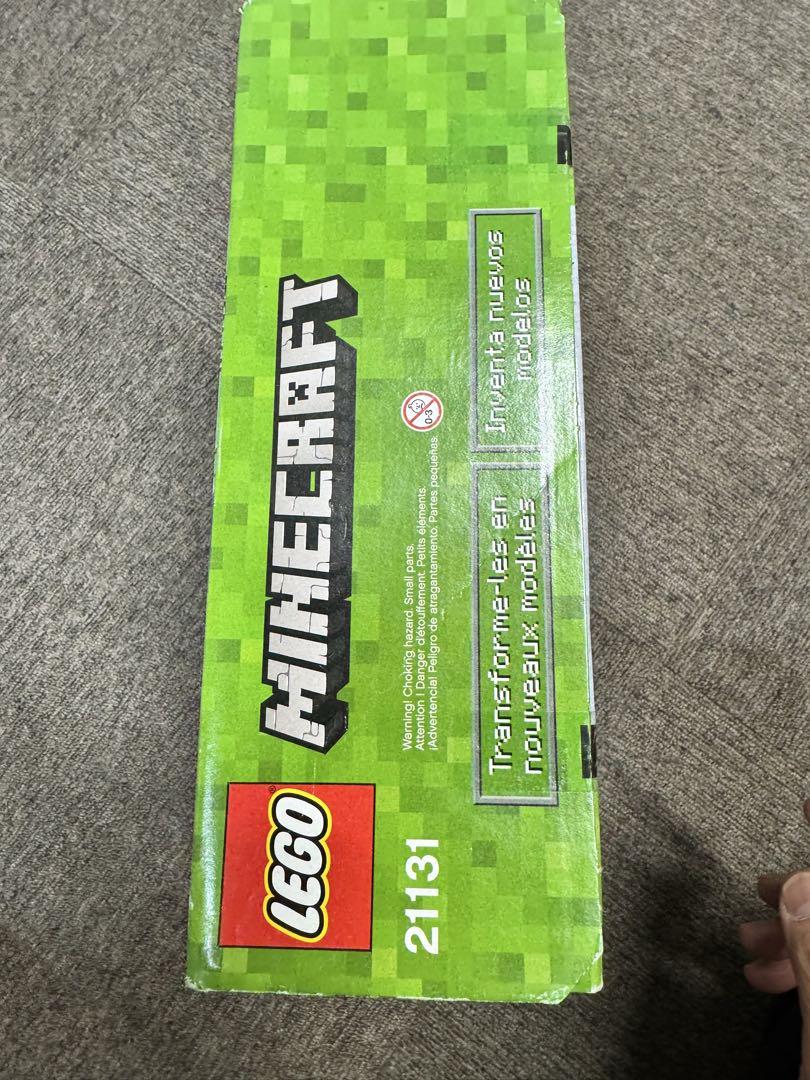 LEGO®
MINECRAFT
21131
Warning! Choking hazard. Small parts.
Attention ! Danger d'étouffement. Petits éléments.
¡Advertencia! Peligro de atragantamiento. Partes pequeñas.
0-3
Transforme-les en
nouveaux modèles
Inventa nuevos
modelos